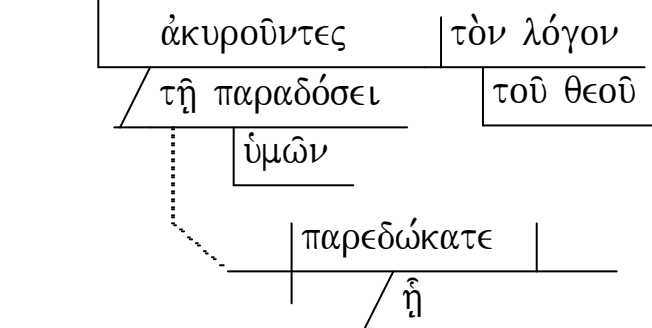 ἀκυροῦντες τὸν λόγον
τῇ παραδόσει τοῦ θεοῦ
ὑμῶν
παρεδώκατε
ᾗ